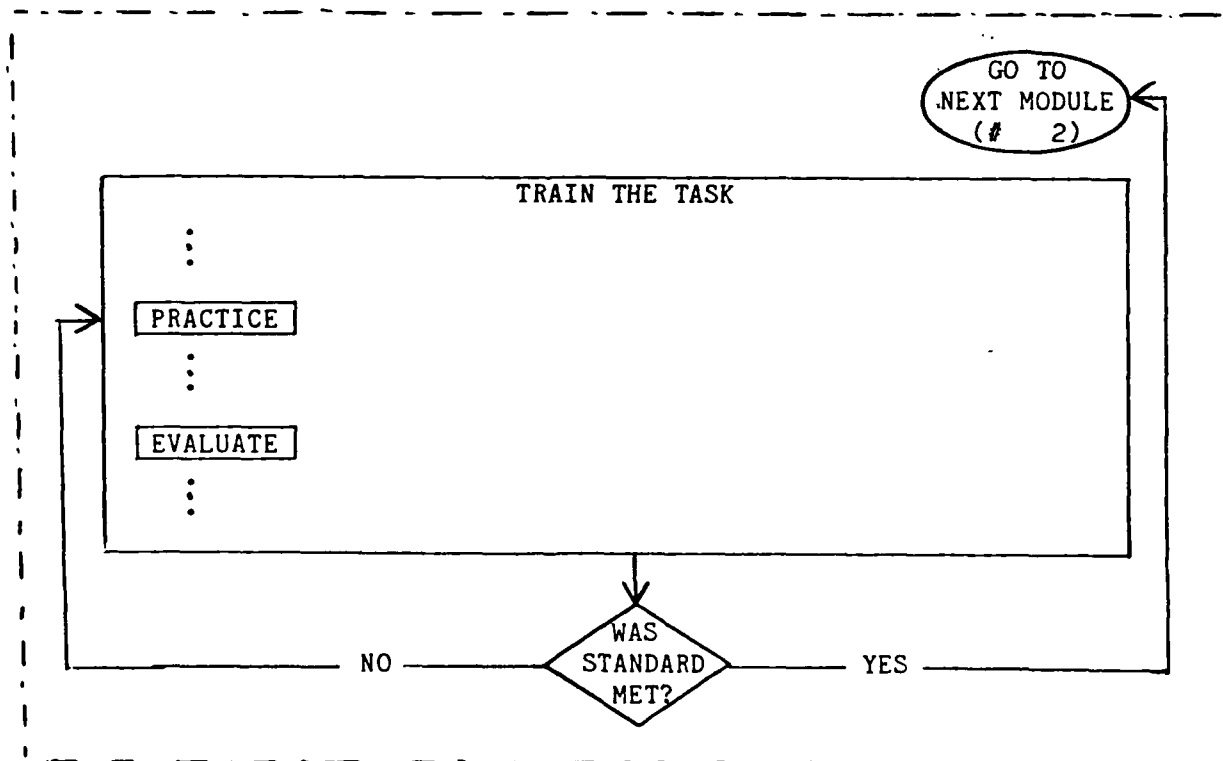 GO TO
NEXT MODULE
(# 2)
TRAIN THE TASK
PRACTICE
EVALUATE
WAS
STANDARD
MET?
NO
YES